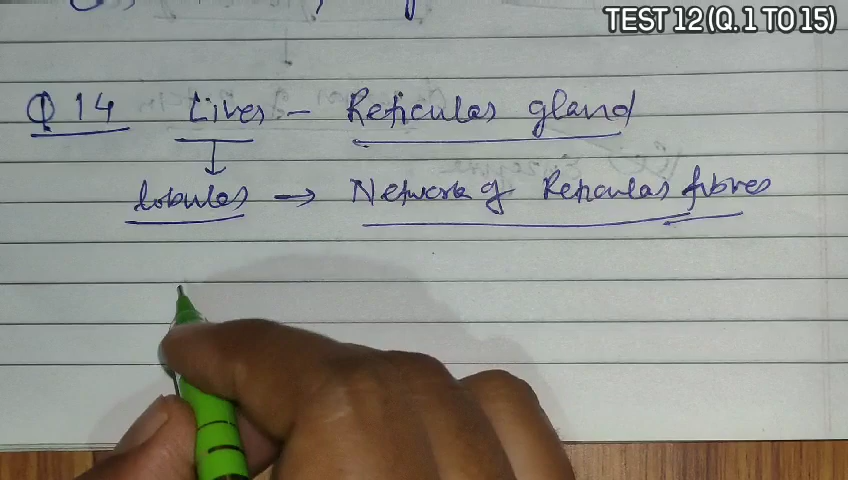 TEST 12 (Q. 1 TO 15)
Q 14 Liver - Reticular gland
lobules → Network of Reticular fibres